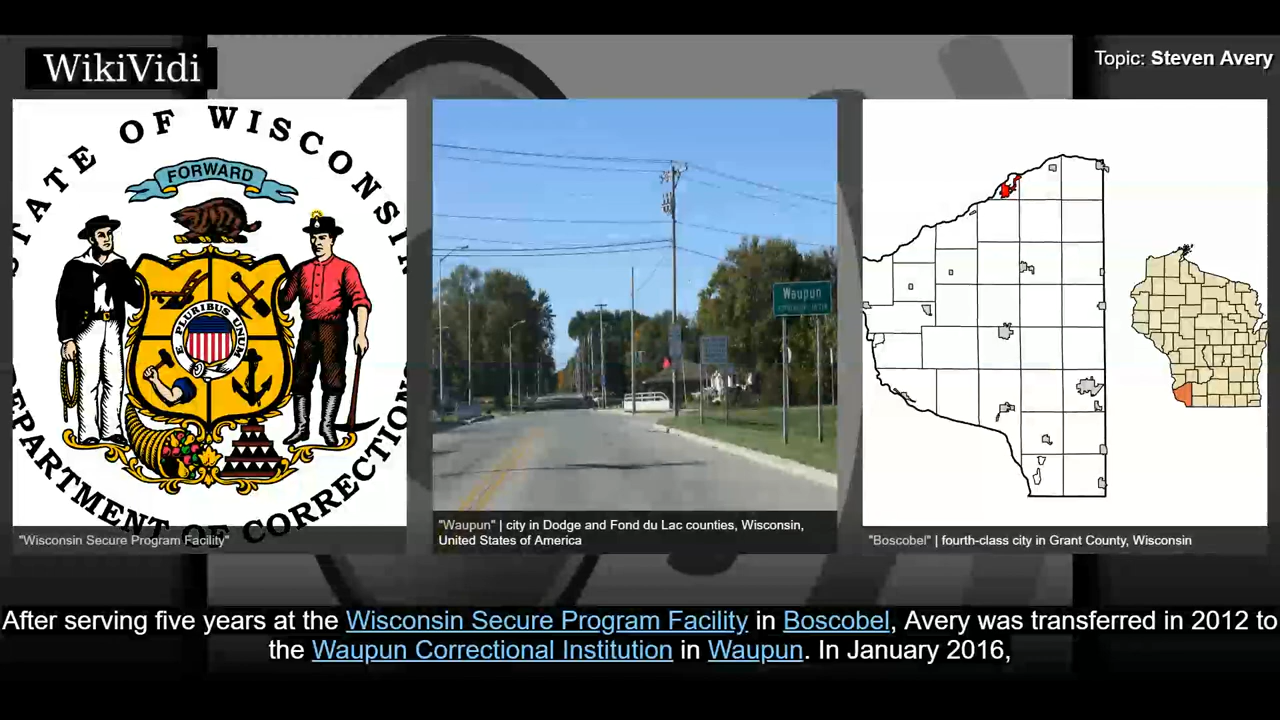 WikiVidi
Topic: Steven Avery
STATE OF WISCONSIN
FORWARD
E PLURIBUS UNUM
DEPARTMENT OF CORRECTIONS
"Wisconsin Secure Program Facility"
Waupun
"Waupun" | city in Dodge and Fond du Lac counties, Wisconsin,
United States of America
"Boscobel" | fourth-class city in Grant County, Wisconsin
After serving five years at the Wisconsin Secure Program Facility in Boscobel, Avery was transferred in 2012 to
the Waupun Correctional Institution in Waupun. In January 2016,